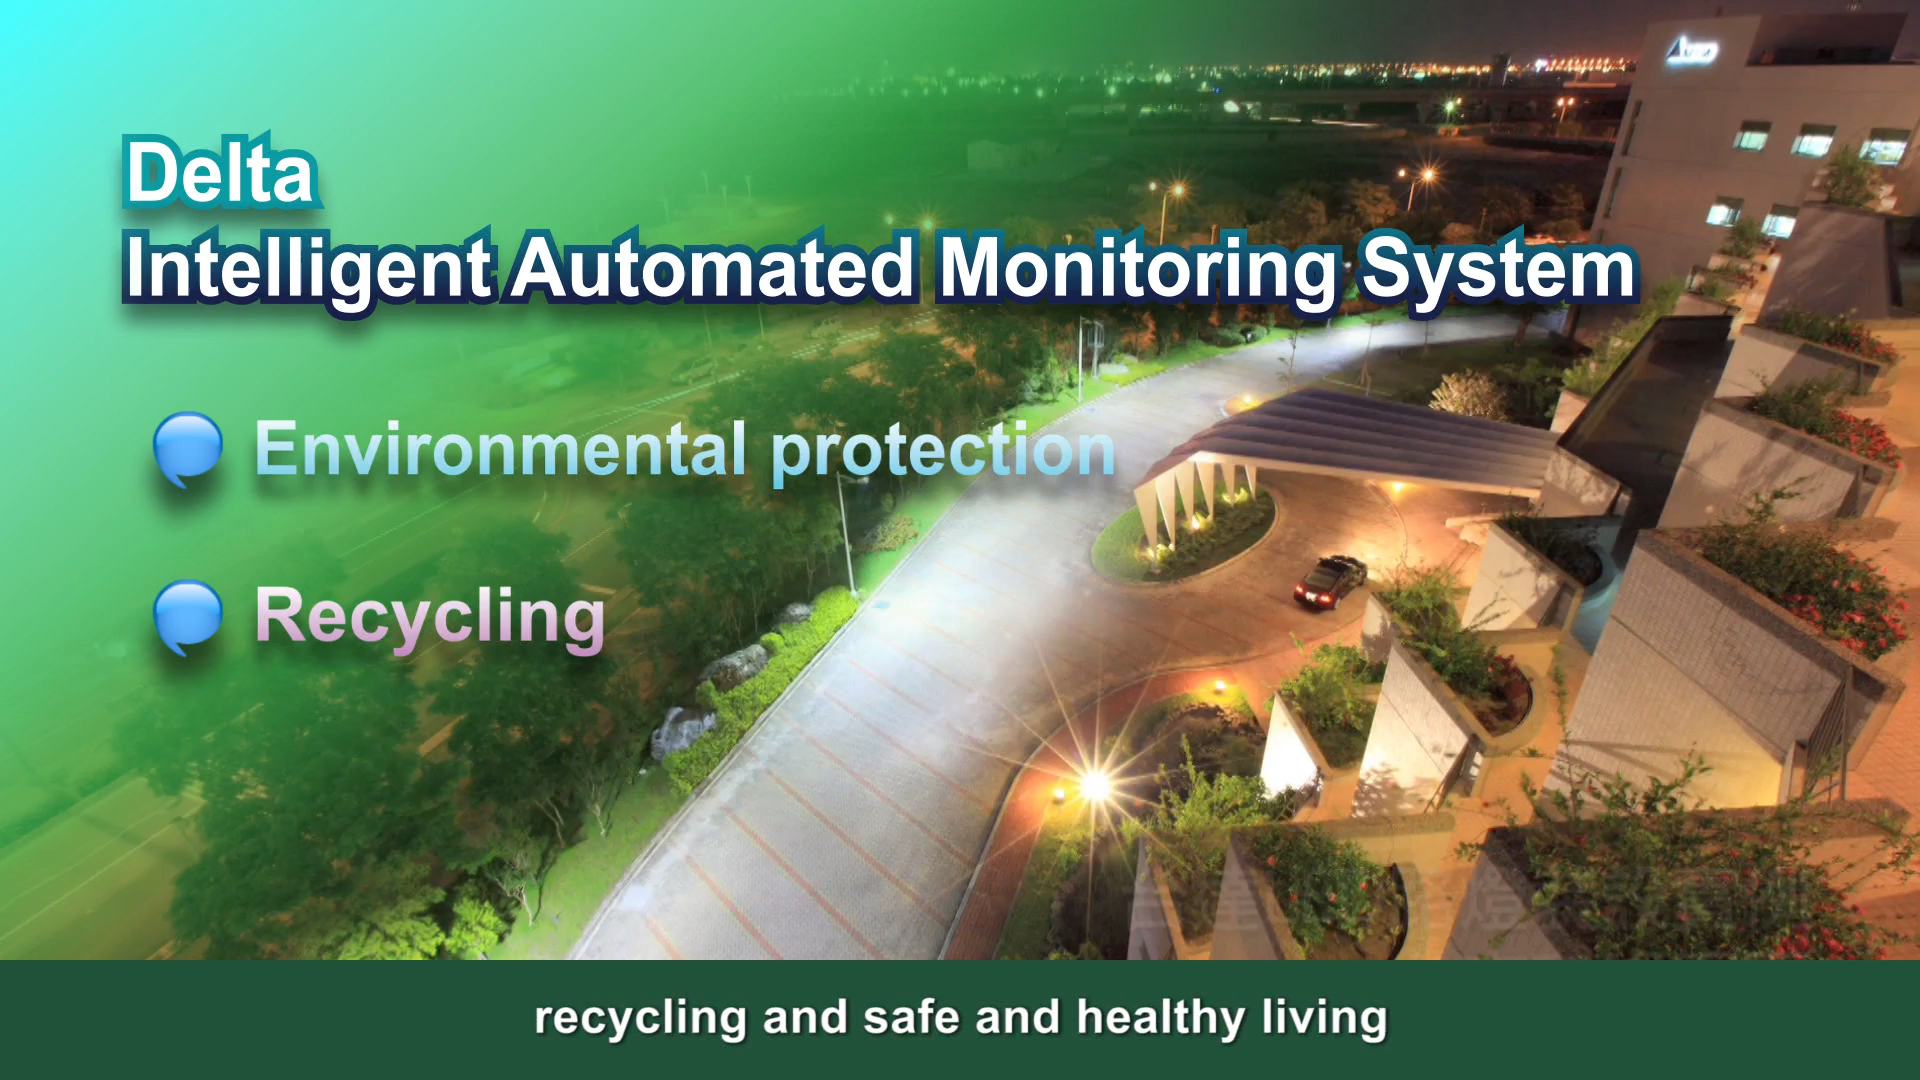 Delta
Intelligent Automated Monitoring System
Environmental protection
Recycling
recycling and safe and healthy living